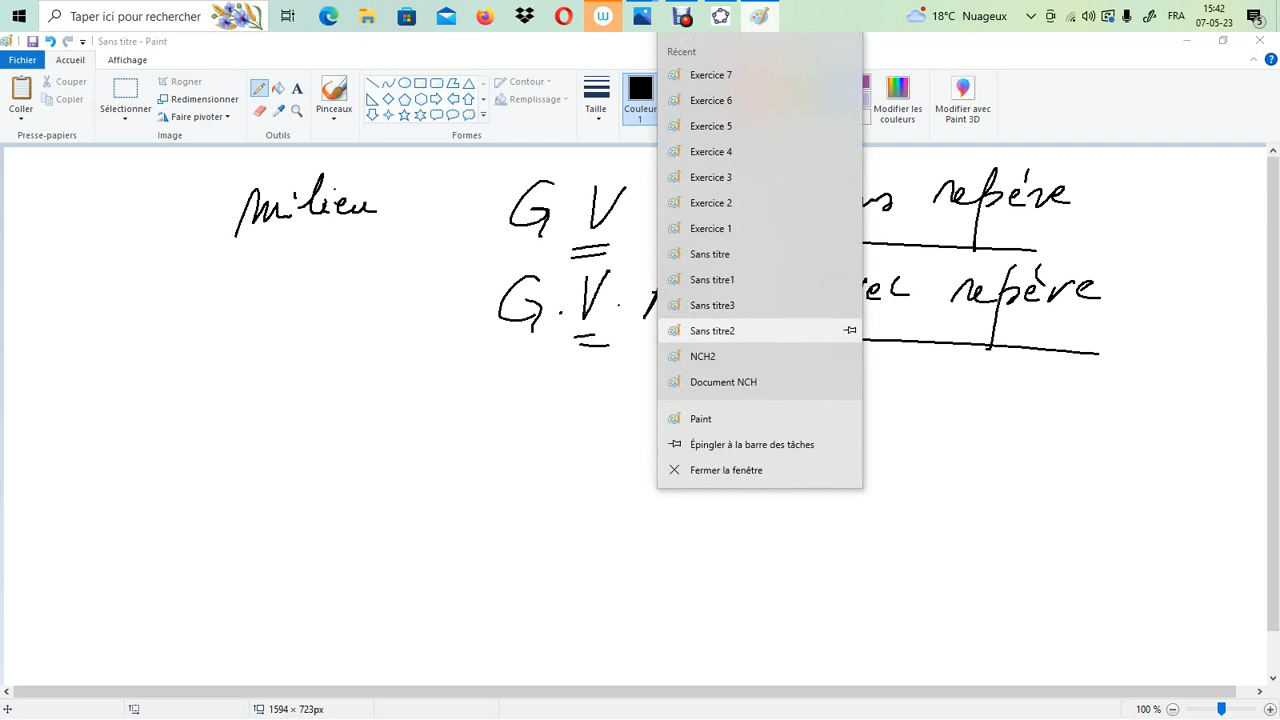 Taper ici pour rechercher
18°C Nuageux
FRA
15:42
07-05-23
5
Sans titre - Paint
Fichier
Accueil
Affichage
Coller
Couper
Copier
Presse-papiers
Sélectionner
Rogner
Redimensionner
Faire pivoter
Image
A
Outils
Pinceaux
Contour
Remplissage
Formes
Taille
Couleur
1
Modifier les
couleurs
Modifier avec
Paint 3D
Récent
Exercice 7
Exercice 6
Exercice 5
Exercice 4
Exercice 3
Exercice 2
Exercice 1
Sans titre
Sans titre1
Sans titre3
Sans titre2
NCH2
Document NCH
Paint
Épingler à la barre des tâches
Fermer la fenêtre
milieu G V repére
G . V . repére
1594 × 723px
100 %